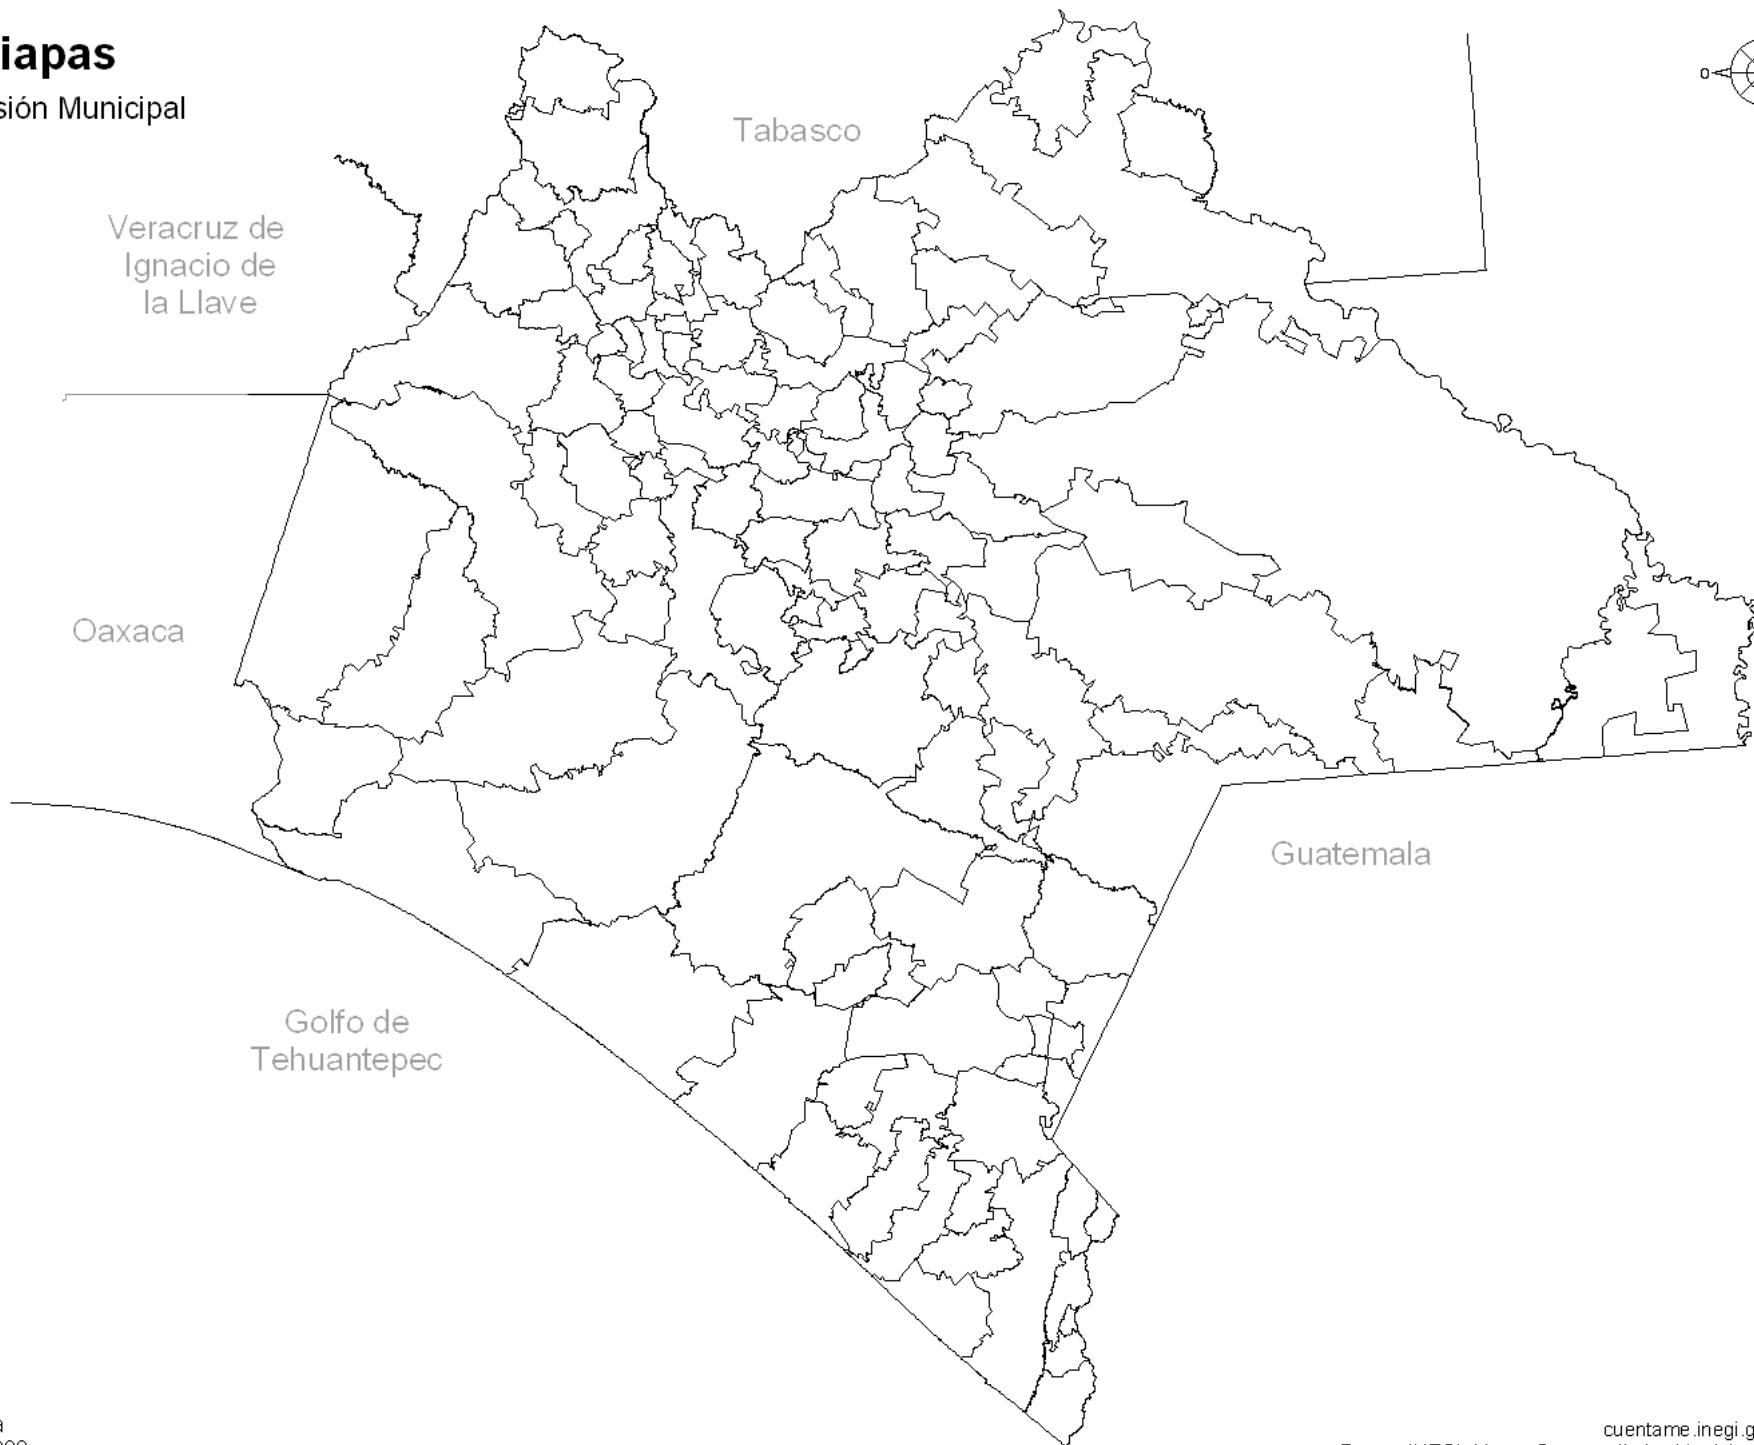 iapas
sión Municipal
Tabasco
Veracruz de
Ignacio de
la Llave
Oaxaca
Guatemala
Golfo de
Tehuantepec
O
a
cuentame.inegi.g